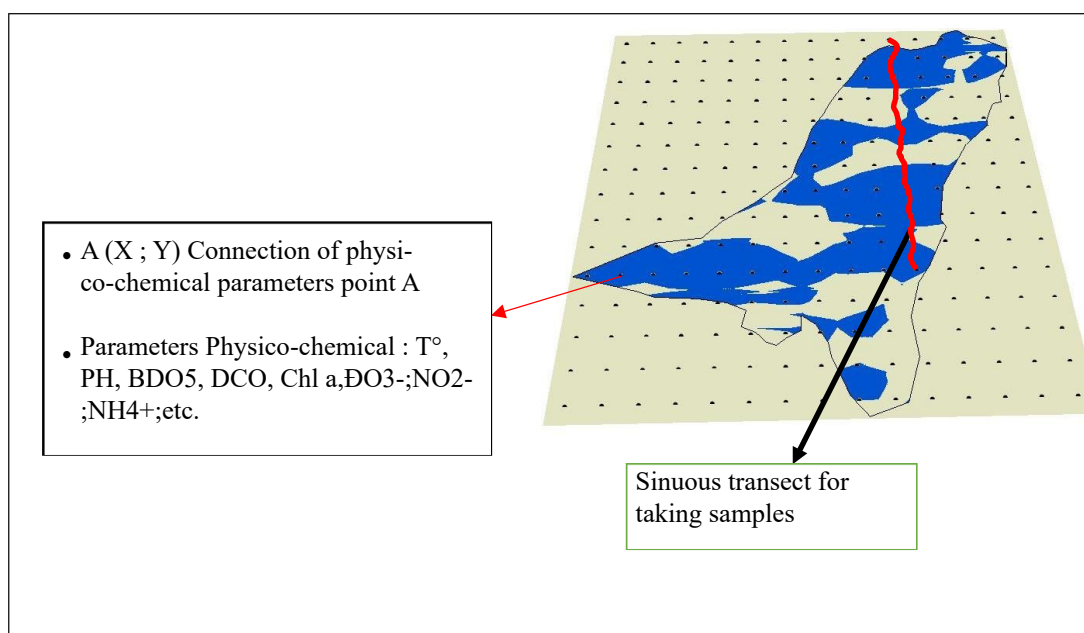 • A (X ; Y) Connection of physi-
co-chemical parameters point A
• Parameters Physico-chemical : T°,
PH, BDO5, DCO, Chl a,ĐO3-;NO2-
;NH4+;etc.
Sinuous transect for
taking samples